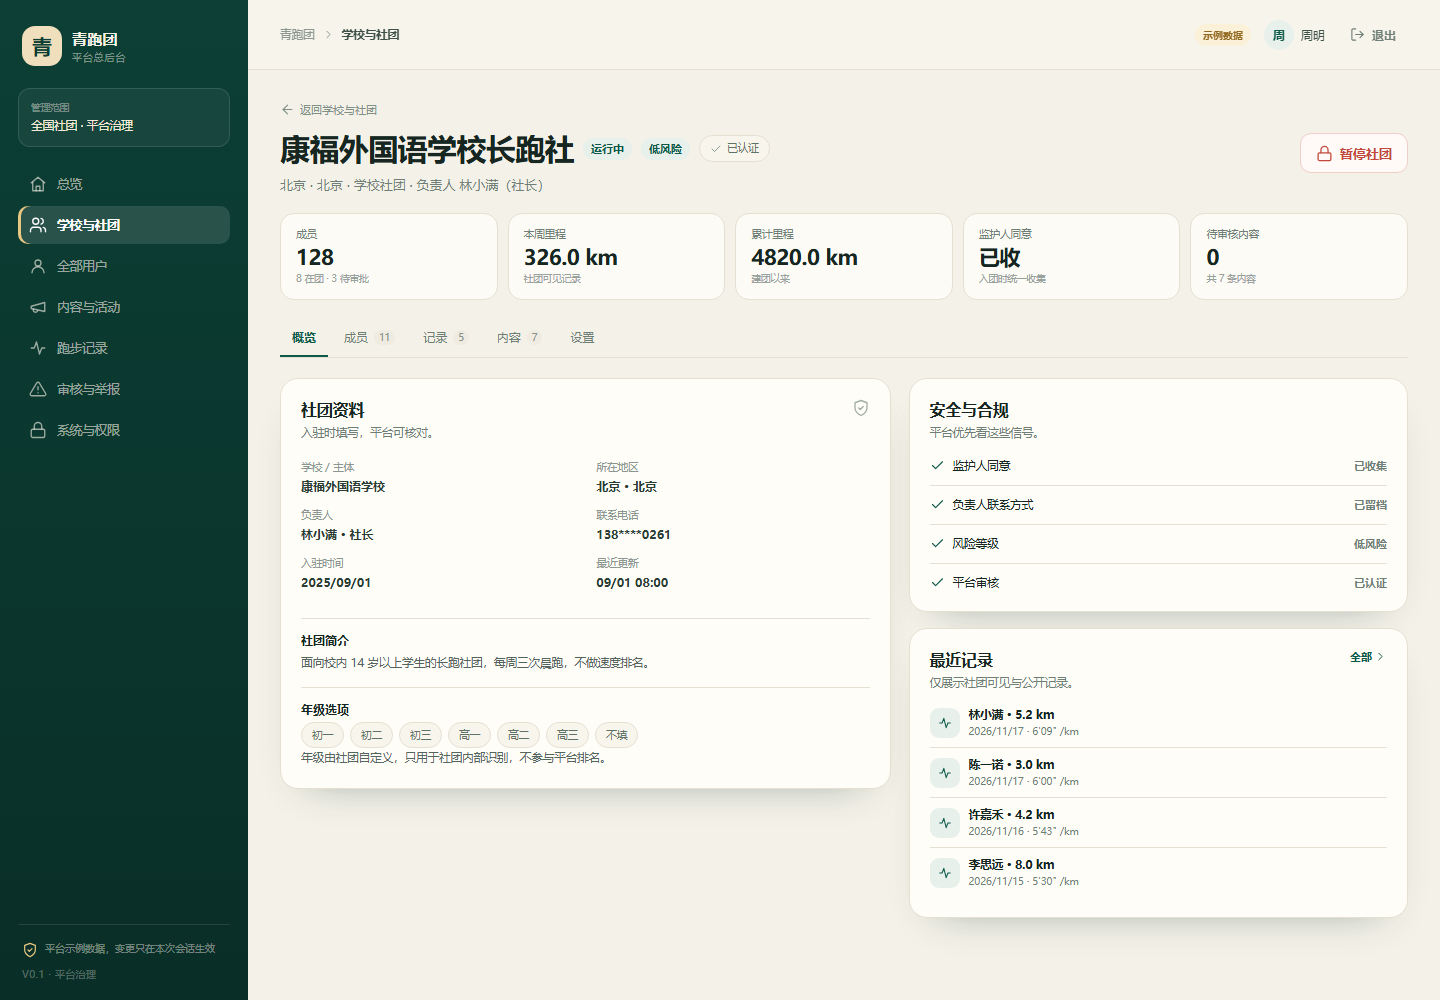 青
青跑团
平台总后台
管理范围
全国社团 · 平台治理
总览
学校与社团
全部用户
内容与活动
跑步记录
审核与举报
系统与权限
平台示例数据，变更只在本次会话生效
V0.1 · 平台治理
青跑团 > 学校与社团
示例数据
周 周明
退出
返回学校与社团
康福外国语学校长跑社 运行中 低风险 已认证
暂停社团
北京 · 北京 · 学校社团 · 负责人 林小满（社长）
成员
128
8 在团 · 3 待审批
本周里程
326.0 km
社团可见记录
累计里程
4820.0 km
建团以来
监护人同意
已收
入团时统一收集
待审核内容
0
共 7 条内容
概览 成员 11 记录 5 内容 7 设置
社团资料
入驻时填写，平台可核对。
学校 / 主体
康福外国语学校
所在地区
北京 • 北京
负责人
林小满 • 社长
联系电话
138****0261
入驻时间
2025/09/01
最近更新
09/01 08:00
社团简介
面向校内 14 岁以上学生的长跑社团，每周三次晨跑，不做速度排名。
年级选项
初一 初二 初三 高一 高二 高三 不填
年级由社团自定义，只用于社团内部识别，不参与平台排名。
安全与合规
平台优先看这些信号。
监护人同意 已收集
负责人联系方式 已留档
风险等级 低风险
平台审核 已认证
最近记录
全部
仅展示社团可见与公开记录。
林小满 • 5.2 km
2026/11/17 · 6'09" /km
陈一诺 • 3.0 km
2026/11/17 · 6'00" /km
许嘉禾 • 4.2 km
2026/11/16 · 5'43" /km
李思远 • 8.0 km
2026/11/15 · 5'30" /km